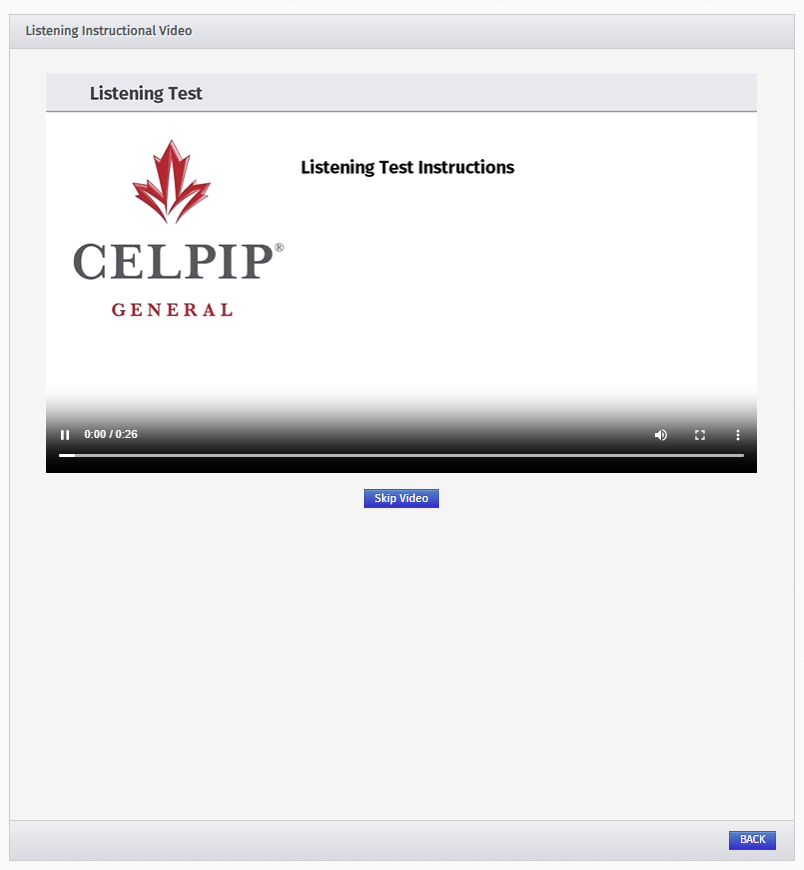 Listening Instructional Video
Listening Test
Listening Test Instructions
CELPIP®
GENERAL
0:00 / 0:26
Skip Video
BACK